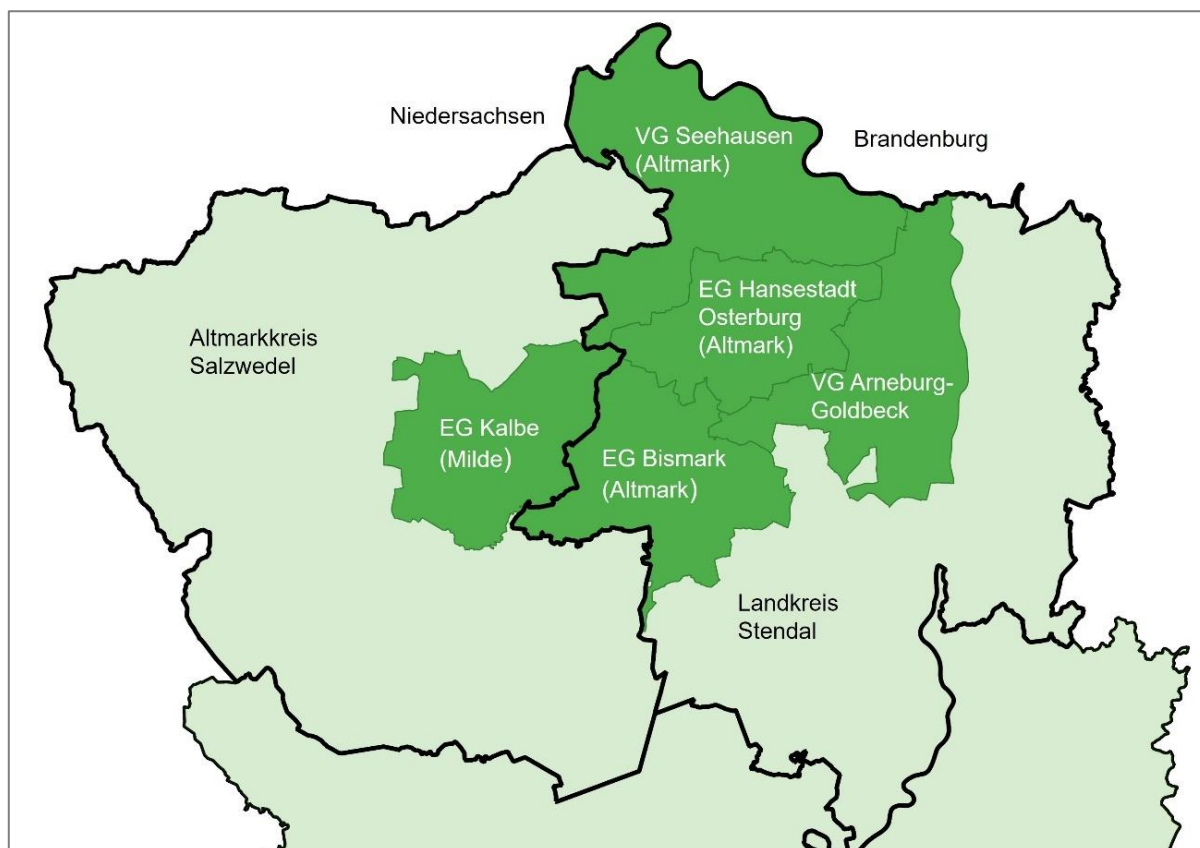 Niedersachsen
VG Seehausen
(Altmark)
Brandenburg
EG Hansestadt
Osterburg
(Altmark)
Altmarkkreis
Salzwedel
VG Arneburg-
Goldbeck
EG Kalbe
(Milde)
EG Bismark
(Altmark)
Landkreis
Stendal